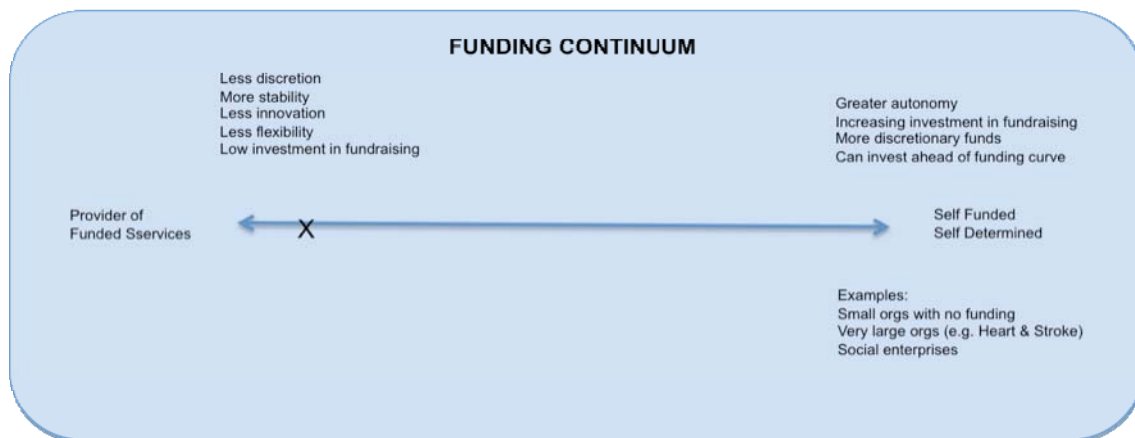 FUNDING CONTINUUM
Less discretion
More stability
Less innovation
Less flexibility
Low investment in fundraising
Greater autonomy
Increasing investment in fundraising
More discretionary funds
Can invest ahead of funding curve
Provider of
Funded Sservices
X
Self Funded
Self Determined
Examples:
Small orgs with no funding
Very large orgs (e.g. Heart & Stroke)
Social enterprises